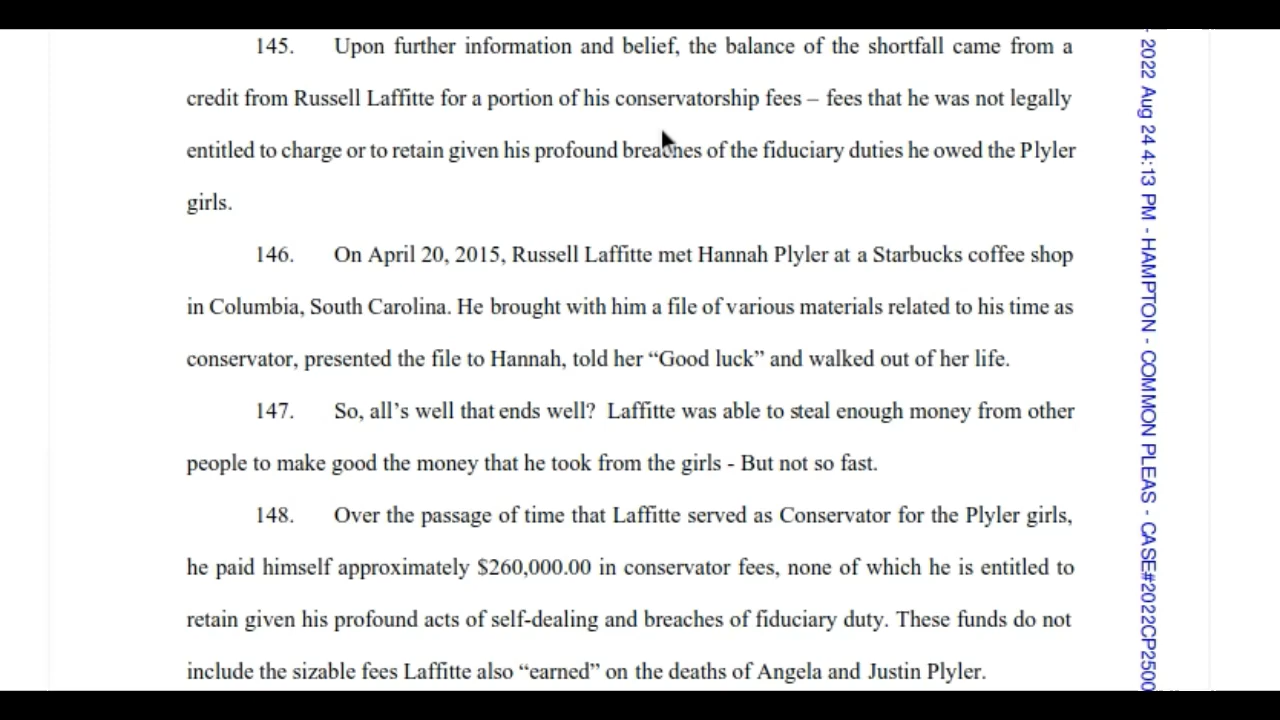 145. Upon further information and belief, the balance of the shortfall came from a
credit from Russell Laffitte for a portion of his conservatorship fees – fees that he was not legally
entitled to charge or to retain given his profound breaches of the fiduciary duties he owed the Plyler
girls.
146. On April 20, 2015, Russell Laffitte met Hannah Plyler at a Starbucks coffee shop
in Columbia, South Carolina. He brought with him a file of various materials related to his time as
conservator, presented the file to Hannah, told her “Good luck” and walked out of her life.
147. So, all’s well that ends well? Laffitte was able to steal enough money from other
people to make good the money that he took from the girls - But not so fast.
148. Over the passage of time that Laffitte served as Conservator for the Plyler girls,
he paid himself approximately $260,000.00 in conservator fees, none of which he is entitled to
retain given his profound acts of self-dealing and breaches of fiduciary duty. These funds do not
include the sizable fees Laffitte also “earned” on the deaths of Angela and Justin Plyler.
- 2022 Aug 24 4:13 PM - HAMPTON - COMMON PLEAS - CASE#2022CP2500